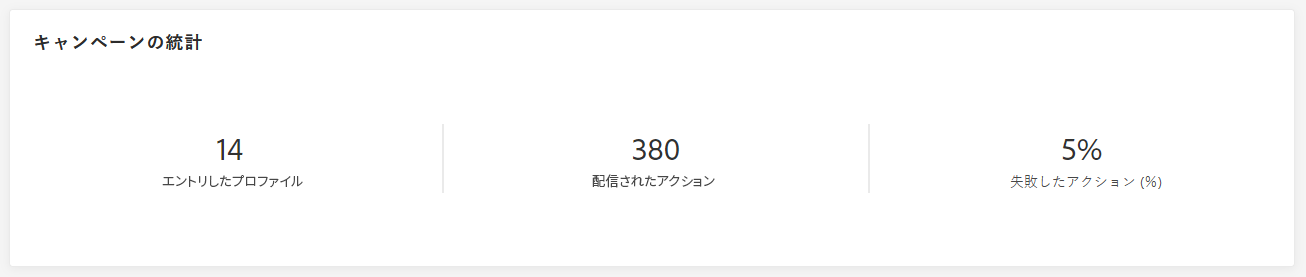 キャンペーンの統計
14
エントリしたプロファイル
380
配信されたアクション
5%
失敗したアクション (%)